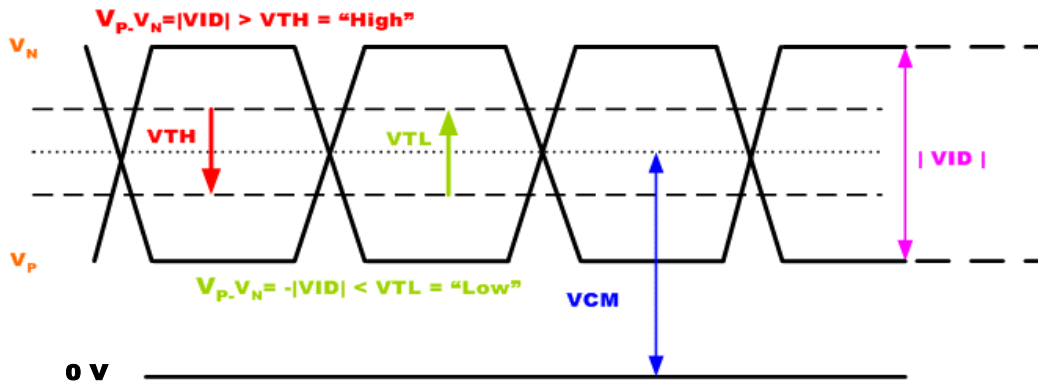 VP-VN=|VID| > VTH = “High”
VN
VTH
VTL
| VID |
VP
VP-VN= -|VID| < VTL = “Low”
VCM
0 V